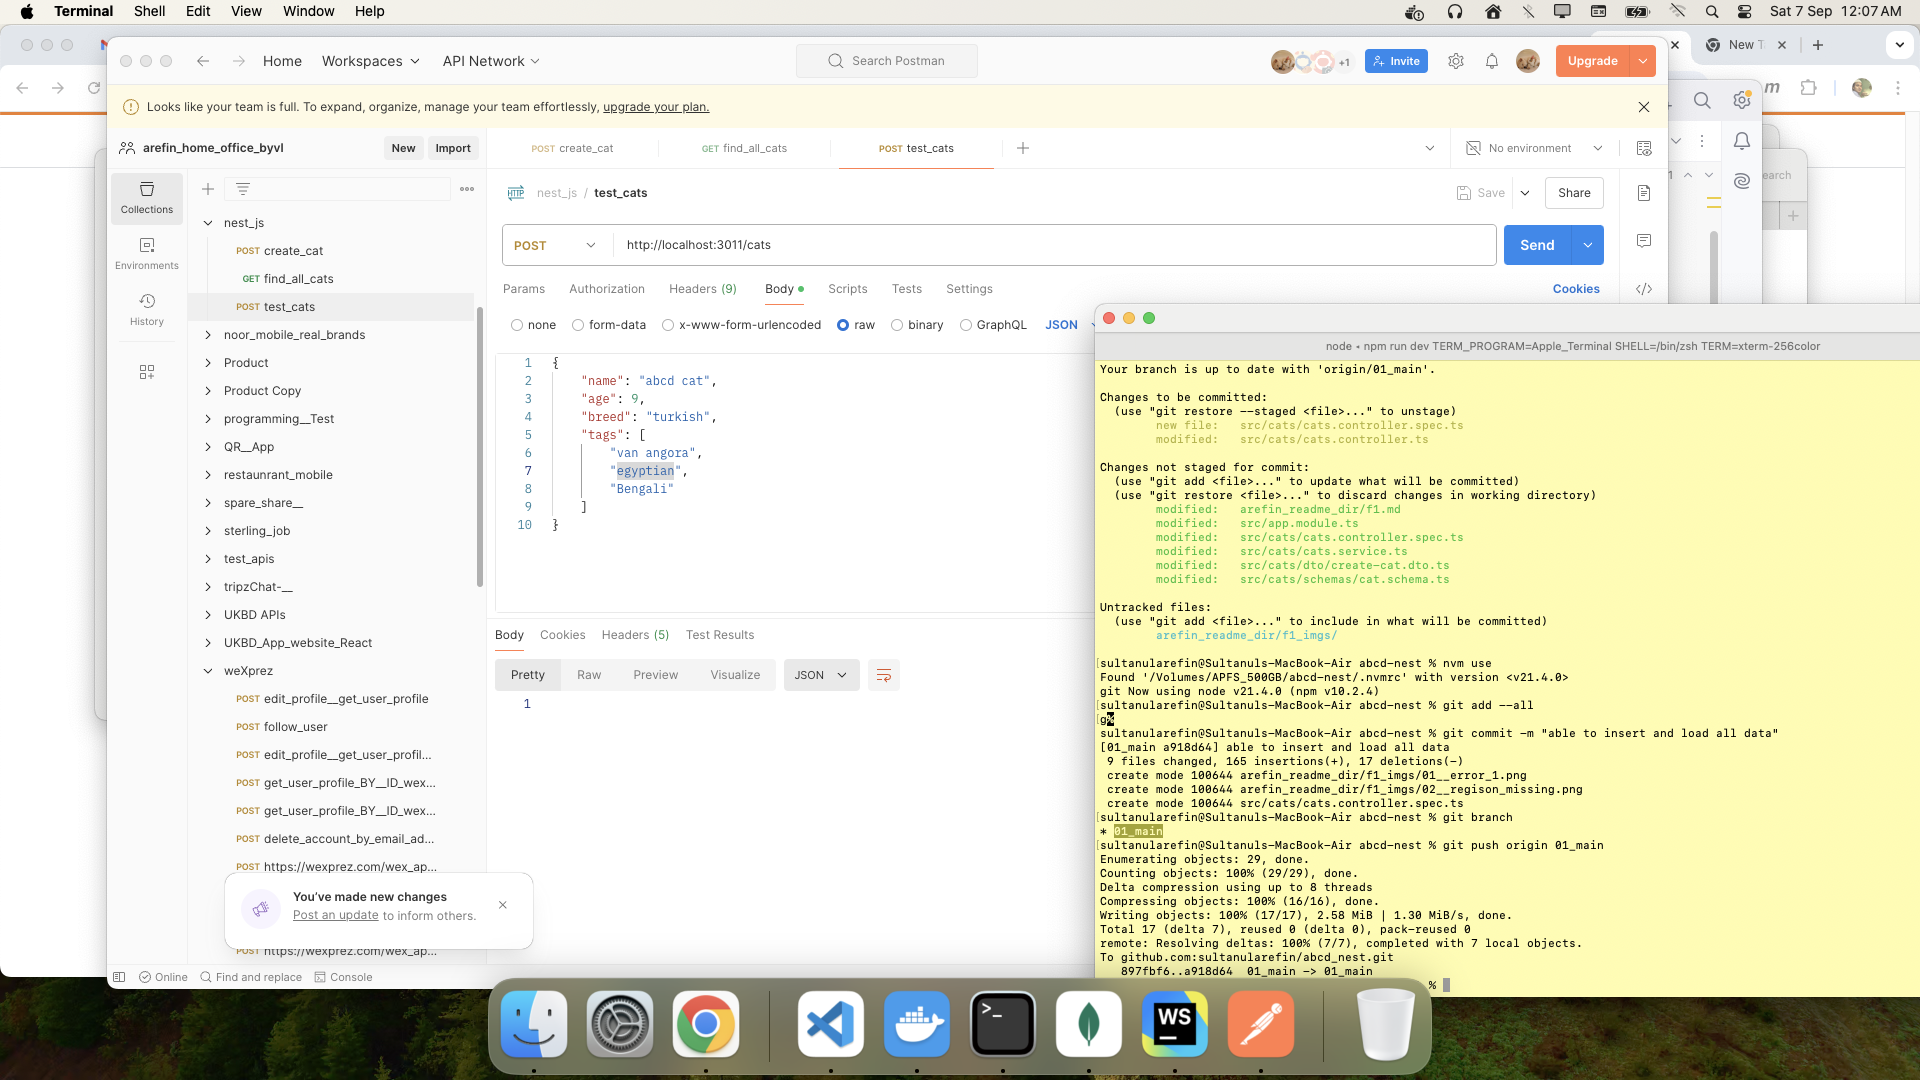 Terminal Shell Edit View Window Help
Sat 7 Sep 12:07 AM
Home Workspaces API Network
Search Postman
+1
Invite
Upgrade
New T
Looks like your team is full. To expand, organize, manage your team effortlessly, upgrade your plan.
arefin_home_office_byvl
New
Import
POST create_cat
GET find_all_cats
POST test_cats
No environment
Collections
Environments
History
nest_js
POST create_cat
GET find_all_cats
POST test_cats
noor_mobile_real_brands
Product
Product Copy
programming__Test
QR__App
restaunrant_mobile
spare_share__
sterling_job
test_apis
tripzChat-__
UKBD APIs
UKBD_App_website_React
weXprez
POST edit_profile__get_user_profile
POST follow_user
POST edit_profile__get_user_profil...
POST get_user_profile_BY__ID_wex...
POST get_user_profile_BY__ID_wex...
POST delete_account_by_email_ad...
POST https://wexprez.com/wex_ap...
You've made new changes
Post an update to inform others.
POST https://wexprez.com/wex_ap...
Online Find and replace Console
HTTP nest_js / test_cats
Save
Share
POST http://localhost:3011/cats
Send
Params Authorization Headers (9) Body Scripts Tests Settings
Cookies
none form-data x-www-form-urlencoded raw binary GraphQL JSON
1 {
2 "name": "abcd cat",
3 "age": 9,
4 "breed": "turkish",
5 "tags": [
6 "van angora",
7 "egyptian",
8 "Bengali"
9 ]
10 }
Body Cookies Headers (5) Test Results
Pretty Raw Preview Visualize JSON
1
1
earch
node • npm run dev TERM_PROGRAM=Apple_Terminal SHELL=/bin/zsh TERM=xterm-256color
Your branch is up to date with 'origin/01_main'.
Changes to be committed:
(use "git restore --staged <file>..." to unstage)
new file: src/cats/cats.controller.spec.ts
modified: src/cats/cats.controller.ts
Changes not staged for commit:
(use "git add <file>..." to update what will be committed)
(use "git restore <file>..." to discard changes in working directory)
modified: arefin_readme_dir/f1.md
modified: src/app.module.ts
modified: src/cats/cats.controller.spec.ts
modified: src/cats/cats.service.ts
modified: src/cats/dto/create-cat.dto.ts
modified: src/cats/schemas/cat.schema.ts
Untracked files:
(use "git add <file>..." to include in what will be committed)
arefin_readme_dir/f1_imgs/
[sultanularefin@Sultanuls-MacBook-Air abcd-nest % nvm use
Found '/Volumes/APFS_500GB/abcd-nest/.nvmrc' with version <v21.4.0>
git Now using node v21.4.0 (npm v10.2.4)
[sultanularefin@Sultanuls-MacBook-Air abcd-nest % git add --all
[g%
sultanularefin@Sultanuls-MacBook-Air abcd-nest % git commit -m "able to insert and load all data"
[01_main a918d64] able to insert and load all data
9 files changed, 165 insertions(+), 17 deletions(-)
create mode 100644 arefin_readme_dir/f1_imgs/01__error_1.png
create mode 100644 arefin_readme_dir/f1_imgs/02__regison_missing.png
create mode 100644 src/cats/cats.controller.spec.ts
[sultanularefin@Sultanuls-MacBook-Air abcd-nest % git branch
* 01_main
[sultanularefin@Sultanuls-MacBook-Air abcd-nest % git push origin 01_main
Enumerating objects: 29, done.
Counting objects: 100% (29/29), done.
Delta compression using up to 8 threads
Compressing objects: 100% (16/16), done.
Writing objects: 100% (17/17), 2.58 MiB | 1.30 MiB/s, done.
Total 17 (delta 7), reused 0 (delta 0), pack-reused 0
remote: Resolving deltas: 100% (7/7), completed with 7 local objects.
To github.com:sultanularefin/abcd_nest.git
897fbf6..a918d64 01_main -> 01_main
%
WS